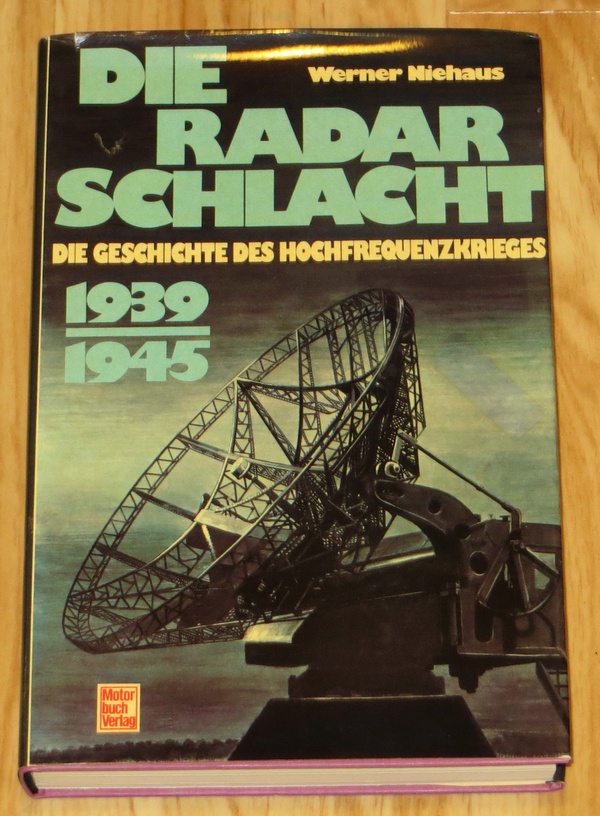 Werner Niehaus
DIE
RADAR
SCHLACHT
DIE GESCHICHTE DES HOCHFREQUENZKRIEGES
1939
1945
Motor
buch
Verlag